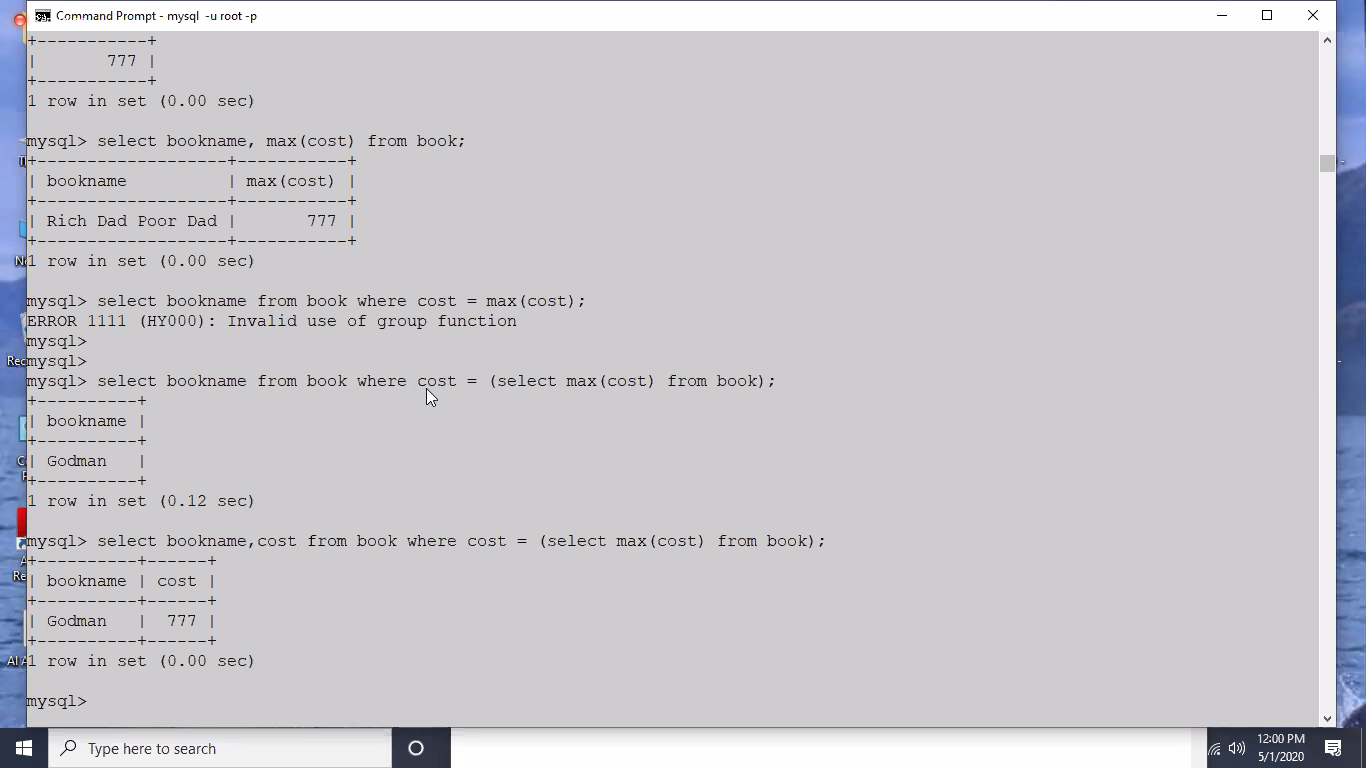 Command Prompt - mysql -u root -p
+-----------+
|       777 |
+-----------+
1 row in set (0.00 sec)
mysql> select bookname, max(cost) from book;
+-------------------+-----------+
| bookname          | max(cost) |
+-------------------+-----------+
| Rich Dad Poor Dad |       777 |
+-------------------+-----------+
1 row in set (0.00 sec)
mysql> select bookname from book where cost = max(cost);
ERROR 1111 (HY000): Invalid use of group function
mysql>
mysql>
mysql> select bookname from book where cost = (select max(cost) from book);
+----------+
| bookname |
+----------+
| Godman   |
+----------+
1 row in set (0.12 sec)
mysql> select bookname,cost from book where cost = (select max(cost) from book);
+----------+------+
| bookname | cost |
+----------+------+
| Godman   |  777 |
+----------+------+
1 row in set (0.00 sec)
mysql>
Type here to search
12:00 PM
5/1/2020